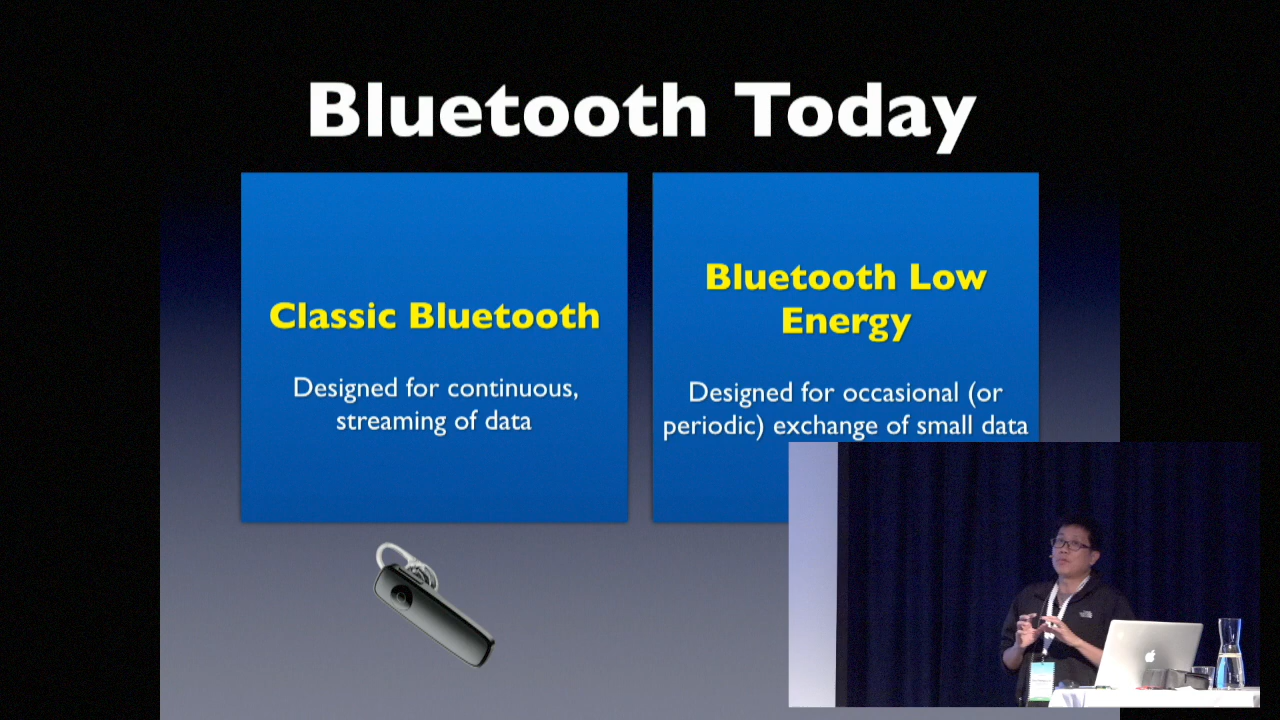 Bluetooth Today
Classic Bluetooth
Designed for continuous,
streaming of data
Bluetooth Low
Energy
Designed for occasional (or
periodic) exchange of small data